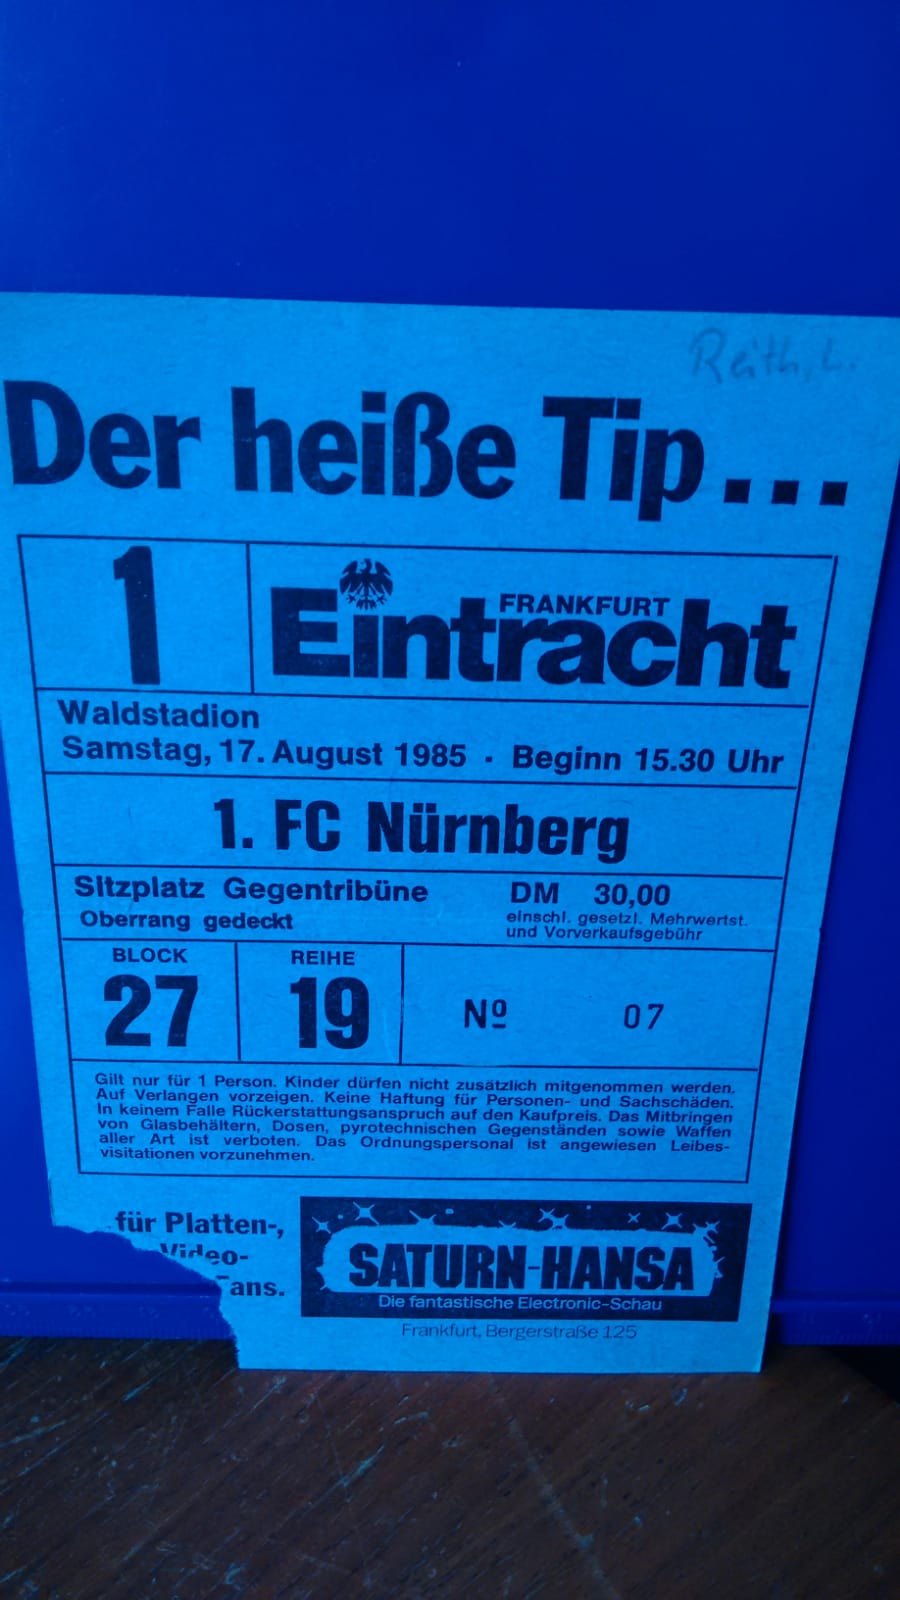 Reith, L.
Der heiße Tip...
1
FRANKFURT
Eintracht
Waldstadion
Samstag, 17. August 1985 · Beginn 15.30 Uhr
1. FC Nürnberg
Sitzplatz Gegentribüne
Oberrang gedeckt
DM 30,00
einschl. gesetzl. Mehrwertst.
und Vorverkaufsgebühr
BLOCK
27
REIHE
19
Nº 07
Gilt nur für 1 Person. Kinder dürfen nicht zusätzlich mitgenommen werden.
Auf Verlangen vorzeigen. Keine Haftung für Personen- und Sachschäden.
In keinem Falle Rückerstattungsanspruch auf den Kaufpreis. Das Mitbringen
von Glasbehältern, Dosen, pyrotechnischen Gegenständen sowie Waffen
aller Art ist verboten. Das Ordnungspersonal ist angewiesen Leibes-
visitationen vorzunehmen.
für Platten-,
Video-
ans.
SATURN-HANSA
Die fantastische Electronic-Schau
Frankfurt, Bergerstraße 125